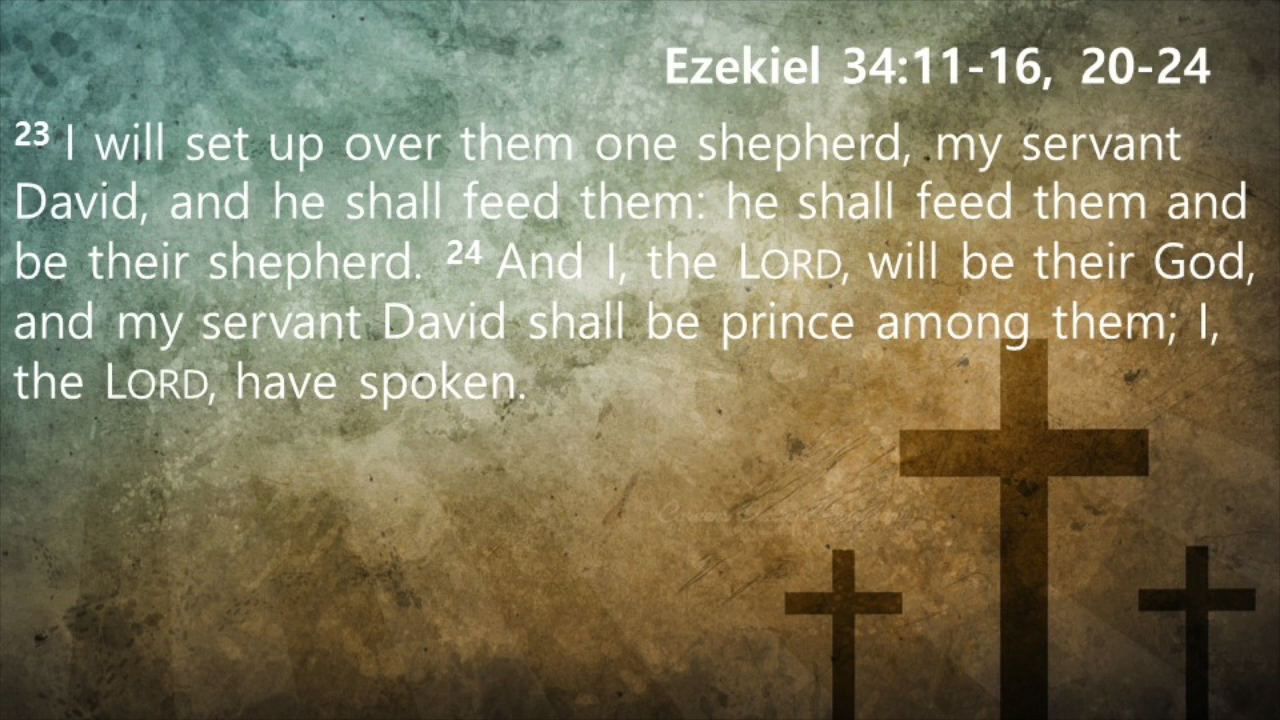 Ezekiel 34:11-16, 20-24
23 I will set up over them one shepherd, my servant
David, and he shall feed them: he shall feed them and
be their shepherd. 24 And I, the LORD, will be their God,
and my servant David shall be prince among them; I,
the LORD, have spoken.